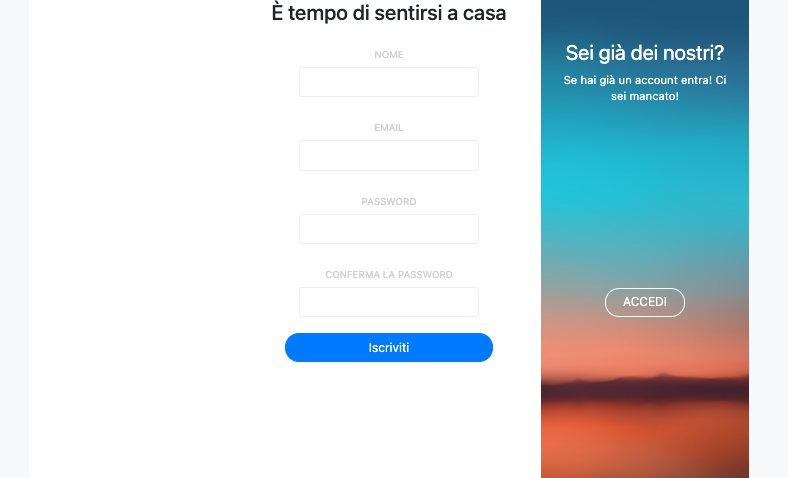 È tempo di sentirsi a casa
NOME
EMAIL
PASSWORD
CONFERMA LA PASSWORD
Iscriviti
Sei già dei nostri?
Se hai già un account entra! Ci
sei mancato!
ACCEDI